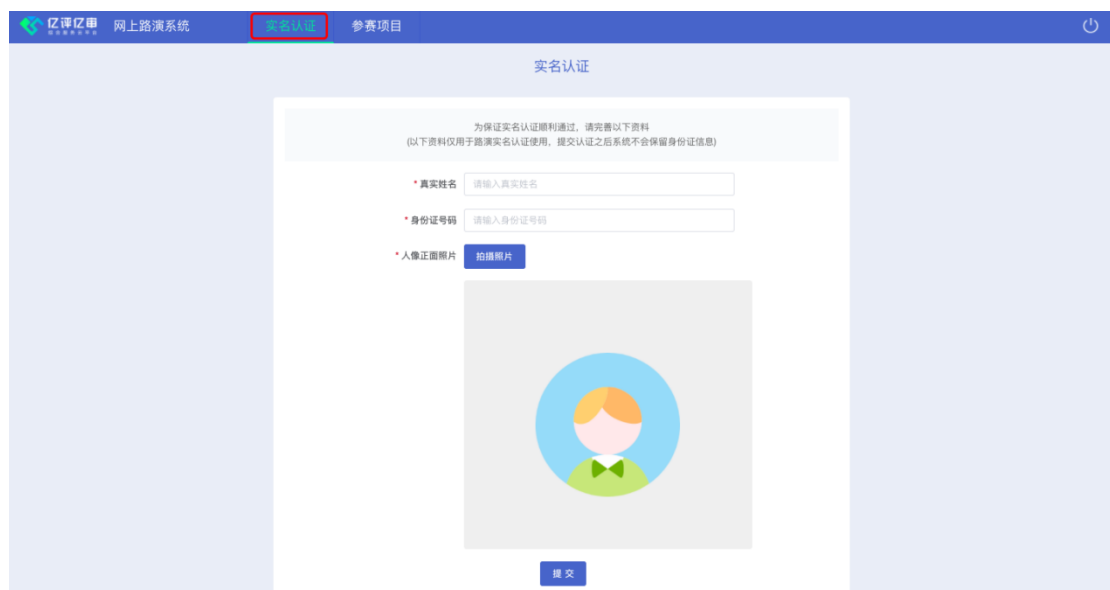 亿评亿审 网上路演系统 实名认证 参赛项目
实名认证
为保证实名认证顺利通过，请完善以下资料
(以下资料仅用于路演实名认证使用，提交认证之后系统不会保留身份证信息)
* 真实姓名 请输入真实姓名
* 身份证号码 请输入身份证号码
* 人像正面照片 拍摄照片
提 交